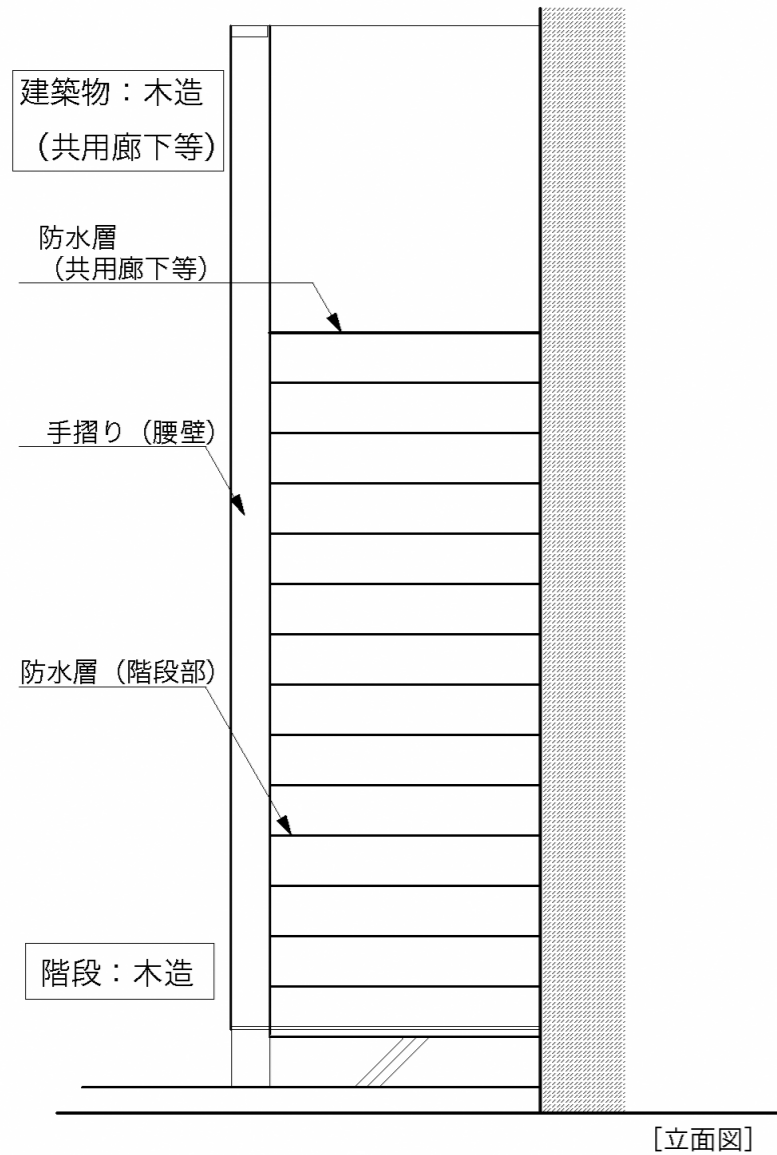 建築物：木造
（共用廊下等）
防水層
（共用廊下等）
手摺り（腰壁）
防水層（階段部）
階段：木造
［立面図］